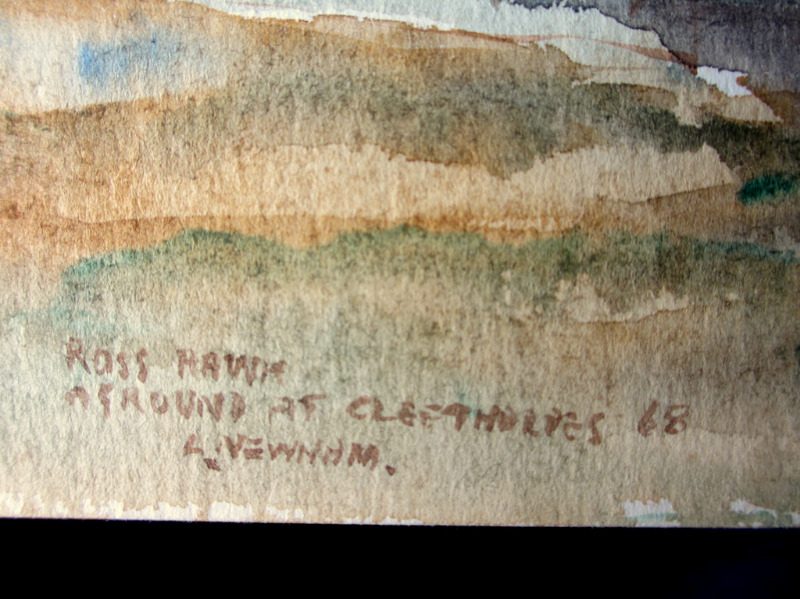 ROSS HAWK
AGROUND AT CLEETHORPES 68
L. NEWNHAM.